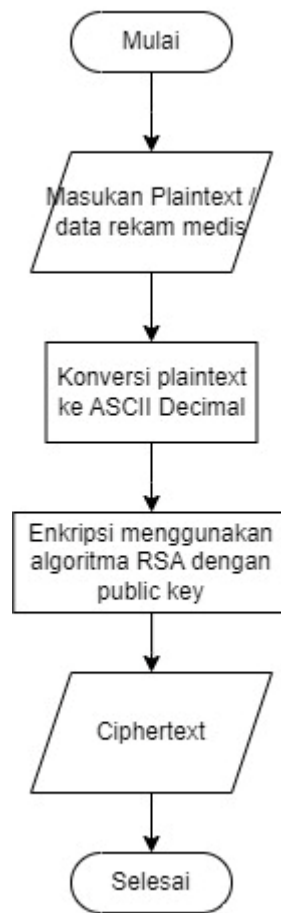 Mulai
Masukan Plaintext /
data rekam medis
Konversi plaintext
ke ASCII Decimal
Enkripsi menggunakan
algoritma RSA dengan
public key
Ciphertext
Selesai